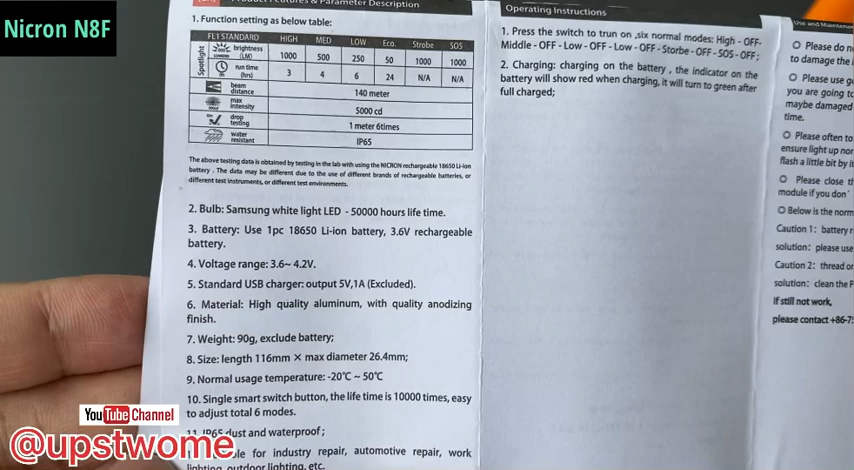 Nicron N8F
Product Features & Parameter Description
1. Function setting as below table:
FL1 STANDARD HIGH MED LOW Eco. Strobe SOS
Spotlight
brightness (LM) 1000 500 250 50 1000 1000
run time (hrs) 3 4 6 24 N/A N/A
beam distance 140 meter
max intensity 5000 cd
drop testing 1 meter 6times
water resistant IP65
The above testing data is obtained by testing in the lab with using the NICRON rechargeable 18650 Li-ion
battery . The data may be different due to the use of different brands of rechargeable batteries, or
different test instruments, or different test environments.
2. Bulb: Samsung white light LED - 50000 hours life time.
3. Battery: Use 1pc 18650 Li-ion battery, 3.6V rechargeable
battery.
4. Voltage range: 3.6~ 4.2V.
5. Standard USB charger: output 5V,1A (Excluded).
6. Material: High quality aluminum, with quality anodizing
finish.
7. Weight: 90g, exclude battery;
8. Size: length 116mm × max diameter 26.4mm;
9. Normal usage temperature: -20℃ ~ 50℃
10. Single smart switch button, the life time is 10000 times, easy
to adjust total 6 modes.
11. IP65 dust and waterproof ;
for industry repair, automotive repair, work
lighting, outdoor lighting, etc.
Operating Instructions
1. Press the switch to trun on ,six normal modes: High - OFF-
Middle - OFF - Low - OFF - Low - OFF - Storbe - OFF - SOS - OFF ;
2. Charging: charging on the battery , the indicator on the
battery will show red when charging, it will turn to green after
full charged;
Use and Maintenance
Please do n
to damage the
Please use
you are going to
maybe damaged
time.
Please often to
ensure light up nor
flash a little bit by it
Please close th
module if you don'
Below is the norm
Caution 1: battery
solution: please use
Caution 2: thread or
solution: clean the
if still not work,
please contact +86-7
YouTube Channel
@upstwome